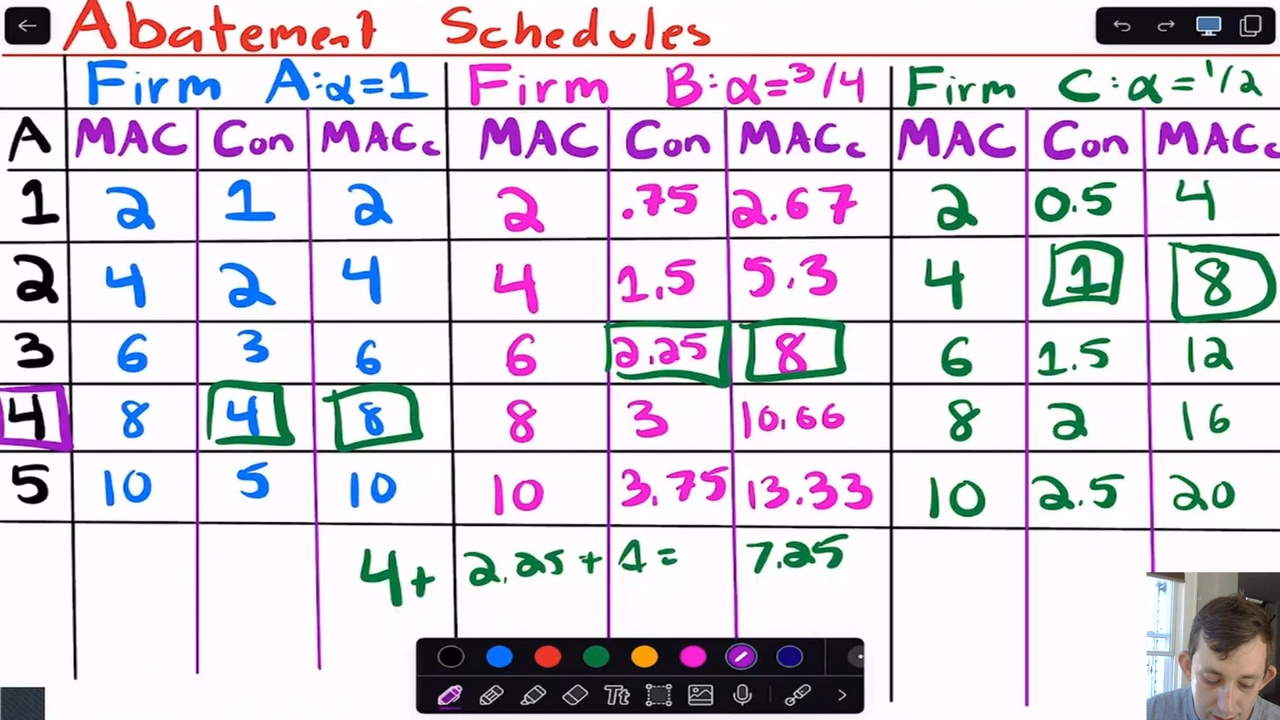 Abatement Schedules
Firm A:α=1 Firm B:α=3/4 Firm C:α=1/2
A MAC Con MACc MAC Con MACc MAC Con MACc
1 2 1 2 2 .75 2.67 2 0.5 4
2 4 2 4 4 1.5 5.3 4 1 8
3 6 3 6 6 2.25 8 6 1.5 12
4 8 4 8 8 3 10.66 8 2 16
5 10 5 10 10 3.75 13.33 10 2.5 20
4+ 2.25+1= 7.25
Tt